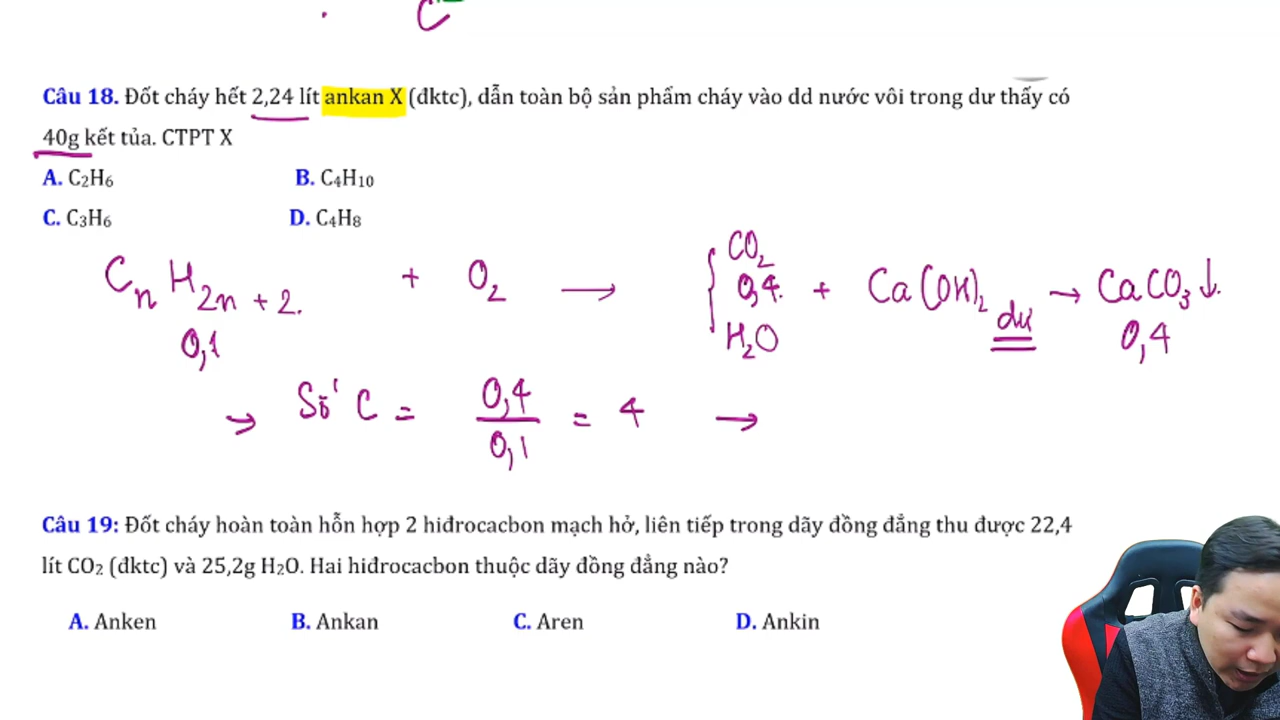 C
Câu 18. Đốt cháy hết 2,24 lít ankan X (đktc), dẫn toàn bộ sản phẩm cháy vào dd nước vôi trong dư thấy có
40g kết tủa. CTPT X
A. C₂H₆ B. C₄H₁₀
C. C₃H₆ D. C₄H₈
CₙH₂ₙ₊₂ + O₂ → { CO₂ 0,4 H₂O + Ca(OH)₂ dư → CaCO₃↓
0,1 0,4
→ Số C = 0,4/0,1 = 4 →
Câu 19: Đốt cháy hoàn toàn hỗn hợp 2 hiđrocacbon mạch hở, liên tiếp trong dãy đồng đẳng thu được 22,4
lít CO₂ (đktc) và 25,2g H₂O. Hai hiđrocacbon thuộc dãy đồng đẳng nào?
A. Anken B. Ankan C. Aren D. Ankin